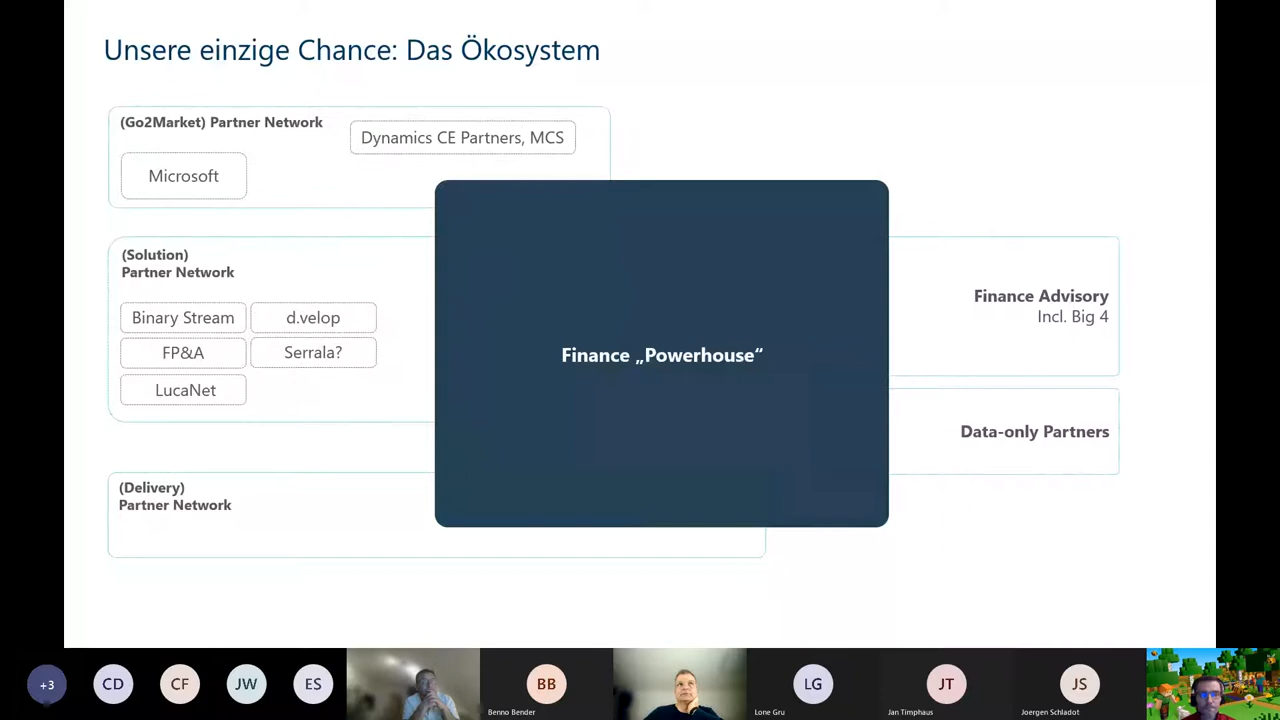 Unsere einzige Chance: Das Ökosystem
(Go2Market) Partner Network
Dynamics CE Partners, MCS
Microsoft
(Solution)
Partner Network
Binary Stream
d.velop
FP&A
Serrala?
LucaNet
Finance „Powerhouse“
Finance Advisory
Incl. Big 4
Data-only Partners
(Delivery)
Partner Network
+3
CD
CF
JW
ES
BB
Benno Bender
LG
Lone Gru
JT
Jan Timphaus
JS
Joergen Schladot